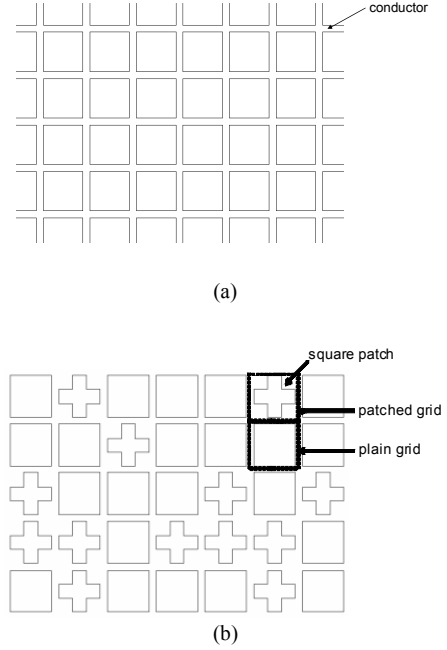 conductor
(a)
square patch
patched grid
plain grid
(b)